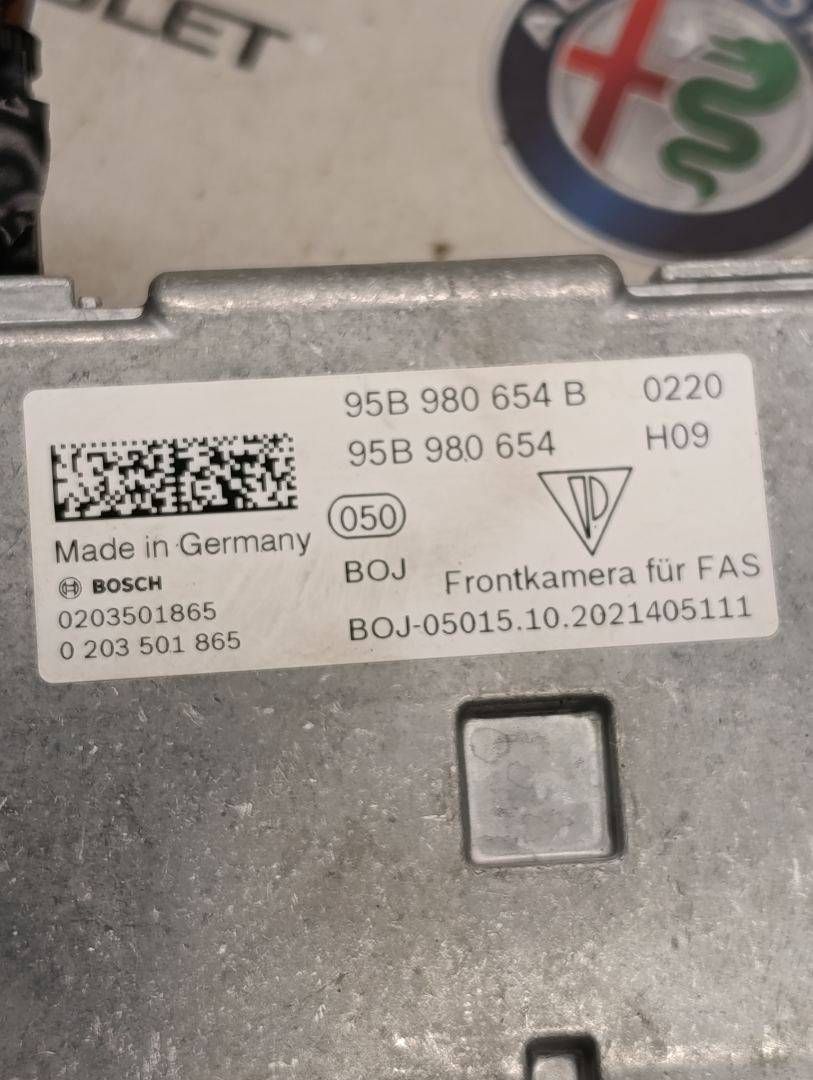 LET
95B 980 654 B 0220
95B 980 654 H09
050
Made in Germany
BOJ Frontkamera für FAS
BOSCH
0203501865
BOJ-05015.10.2021405111
0 203 501 865